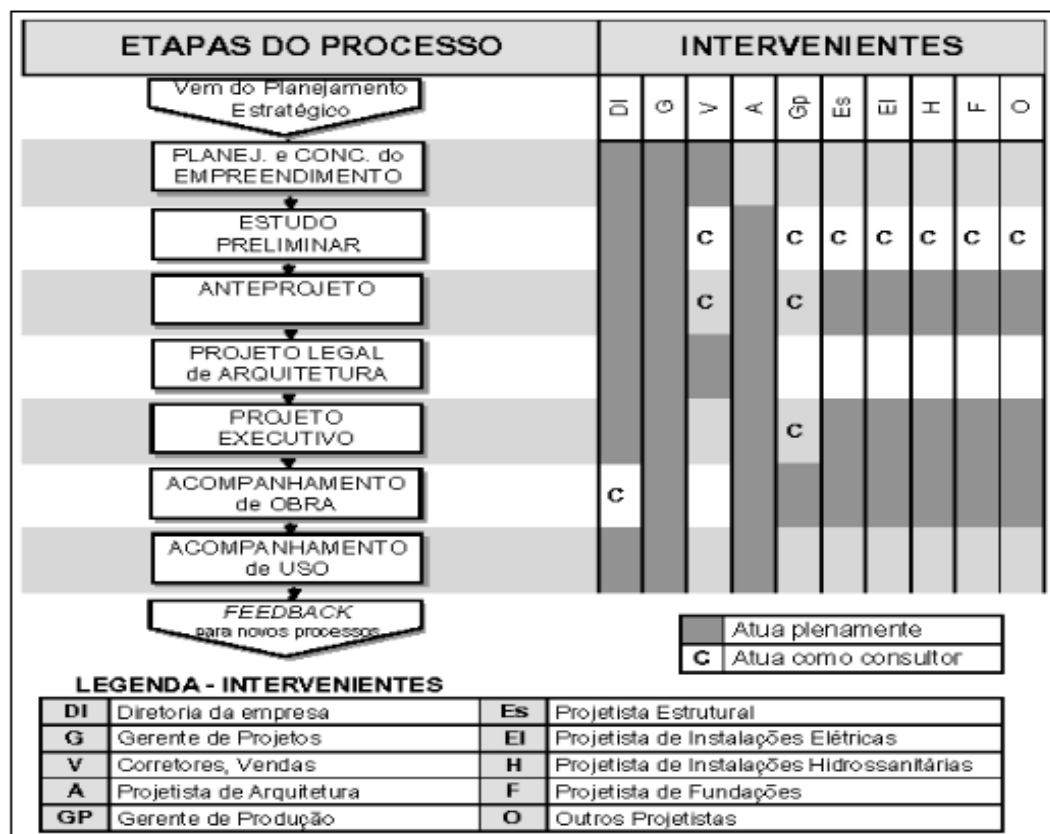 ETAPAS DO PROCESSO
INTERVENIENTES
Vem do Planejamento
Estratégico
DI G V A Gp Es El H F O
PLANEJ. e CONC. do
EMPREENDIMENTO
ESTUDO
PRELIMINAR
C C C C C C C
ANTEPROJETO
C C
PROJETO LEGAL
de ARQUITETURA
PROJETO
EXECUTIVO
C
ACOMPANHAMENTO
de OBRA
C
ACOMPANHAMENTO
de USO
FEEDBACK
para novos processos
Atua plenamente
C Atua como consultor
LEGENDA - INTERVENIENTES
DI Diretoria da empresa Es Projetista Estrutural
G Gerente de Projetos El Projetista de Instalações Elétricas
V Corretores, Vendas H Projetista de Instalações Hidrossanitárias
A Projetista de Arquitetura F Projetista de Fundações
GP Gerente de Produção O Outros Projetistas